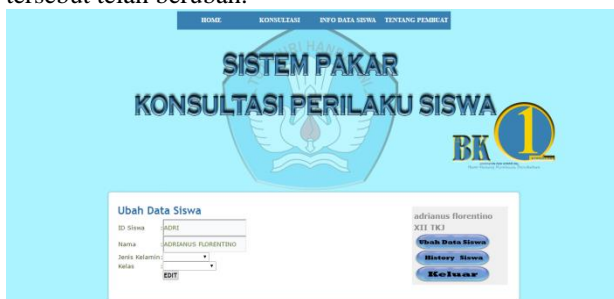 tersebut telah berubah.
HOME KONSULTASI INFO DATA SISWA TENTANG PEMBUAT
SISTEM PAKAR
KONSULTASI PERILAKU SISWA
BK 1
Ubah Data Siswa
ID Siswa : ADRI
Nama : ADRIANUS FLORENTINO
Jenis Kelamin:
Kelas :
EDIT
adrianus florentino
XII TKJ
Ubah Data Siswa
History Siswa
Keluar